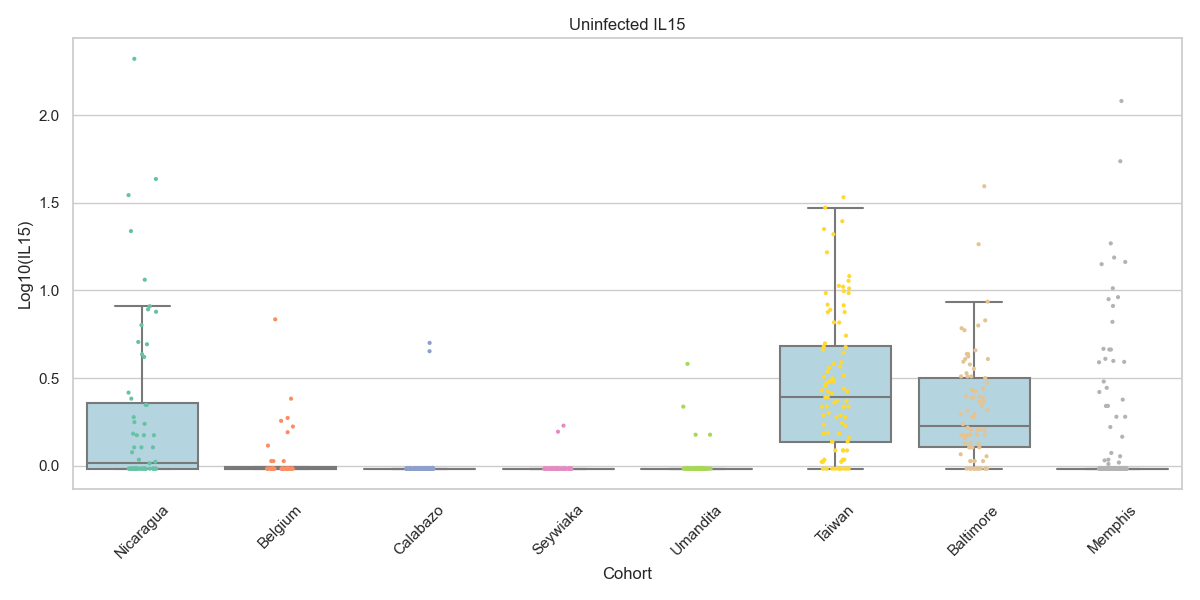 Uninfected IL15
Log10(IL15)
2.0
1.5
1.0
0.5
0.0
Nicaragua
Belgium
Calabazo
Seywiaka
Umandita
Taiwan
Baltimore
Memphis
Cohort